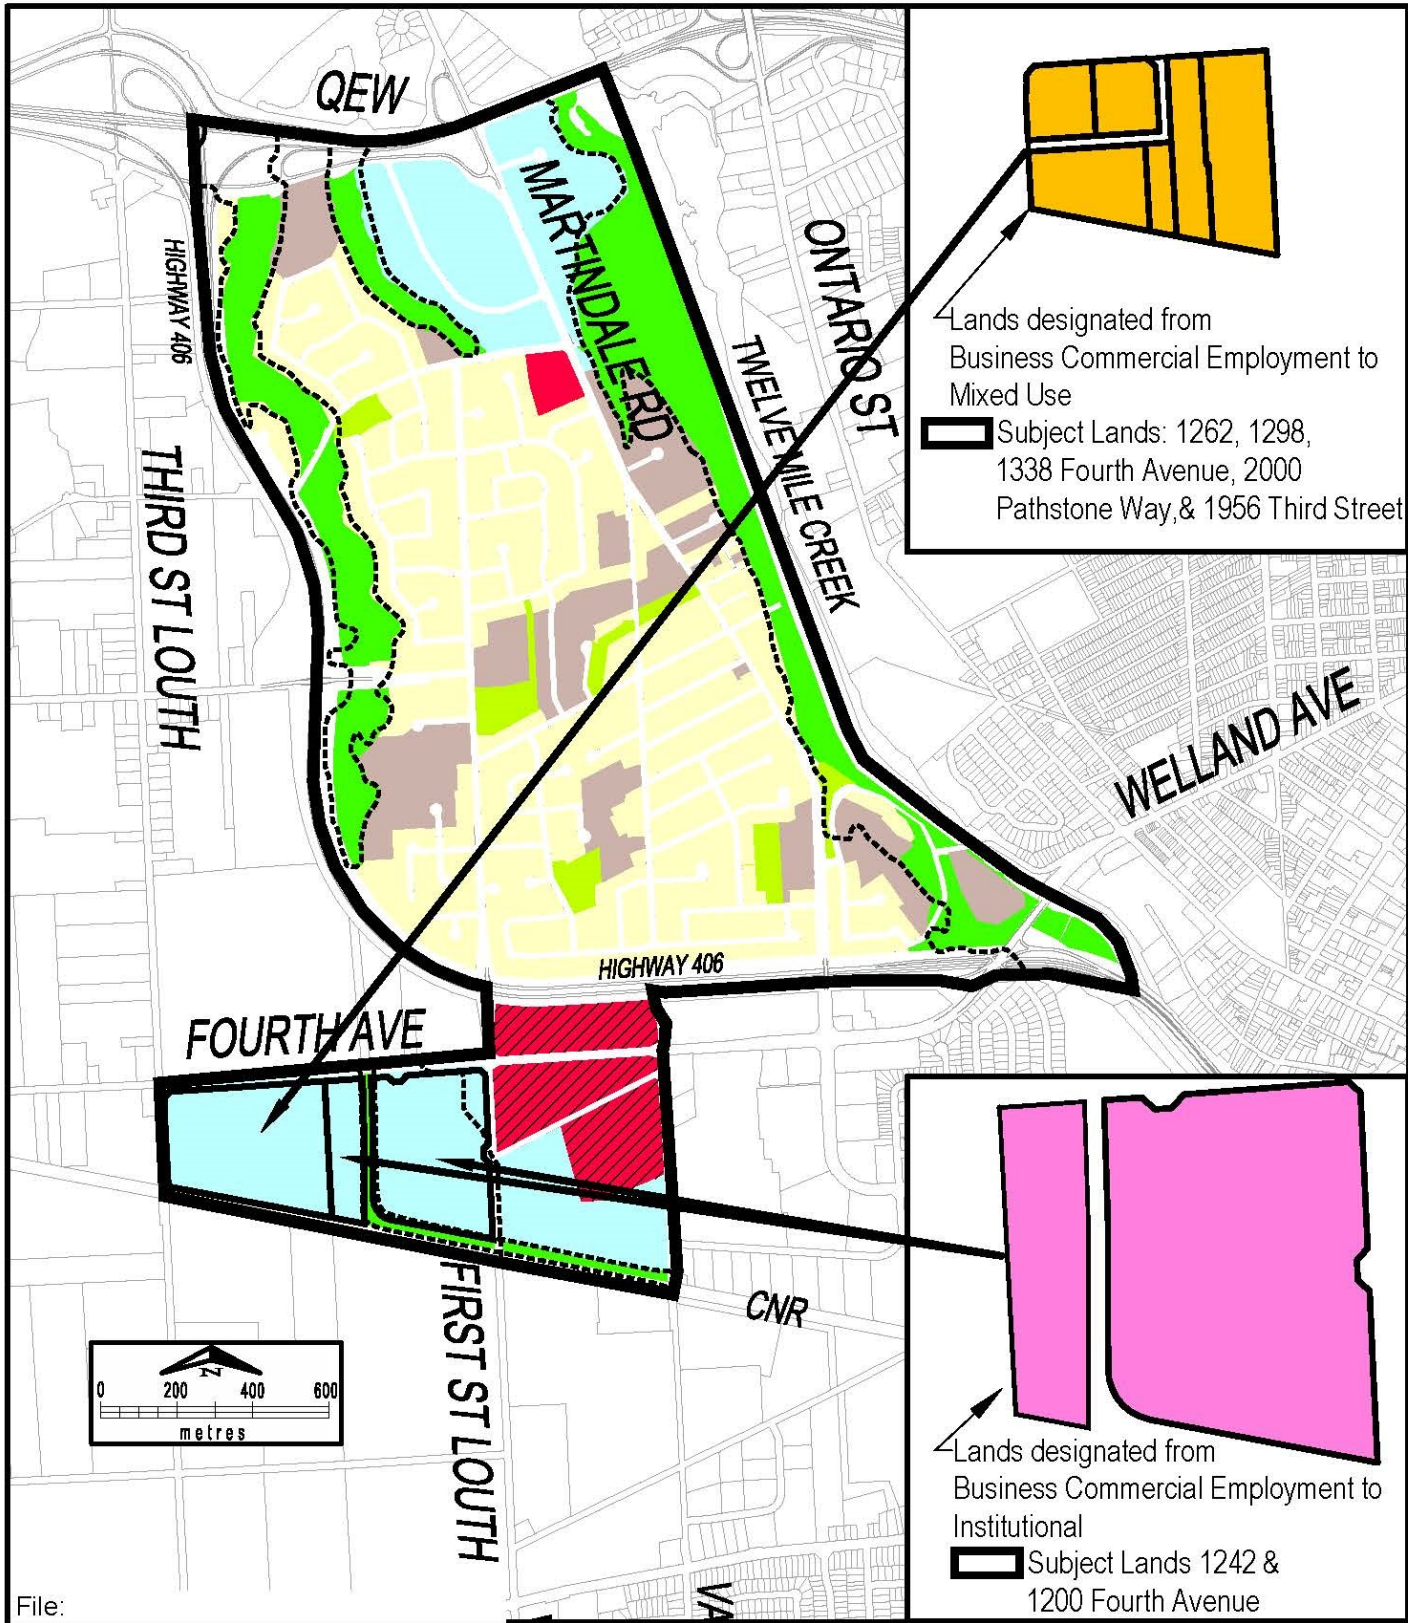 QEW
MARTINDALE RD
HIGHWAY 406
ONTARIO ST
TWELVE MILE CREEK
THIRD ST LOUTH
WELLAND AVE
HIGHWAY 406
FOURTH AVE
FIRST ST LOUTH
CNR
Lands designated from
Business Commercial Employment to
Mixed Use
Subject Lands: 1262, 1298,
1338 Fourth Avenue, 2000
Pathstone Way,& 1956 Third Street
Lands designated from
Business Commercial Employment to
Institutional
Subject Lands 1242 &
1200 Fourth Avenue
N
0 200 400 600
metres
VA
File: